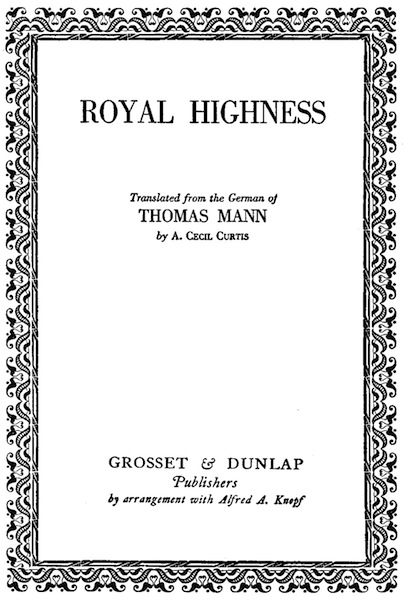 ROYAL HIGHNESS
Translated from the German of
THOMAS MANN
by A. CECIL CURTIS
GROSSET & DUNLAP
Publishers
by arrangement with Alfred A. Knopf